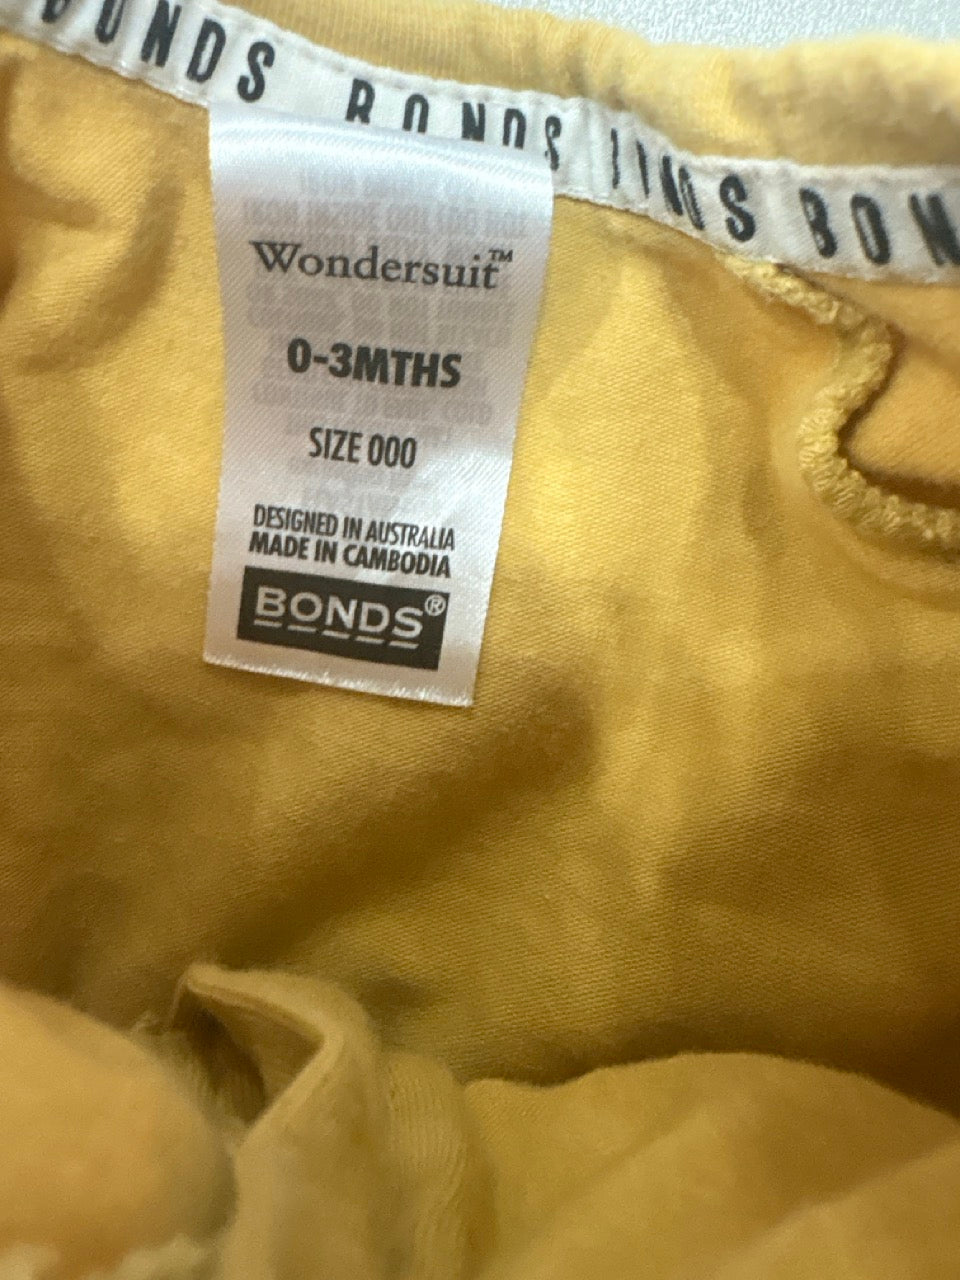 BONDS BONDS BONDS BON
Wondersuit™
0-3MTHS
SIZE 000
DESIGNED IN AUSTRALIA
MADE IN CAMBODIA
BONDS®